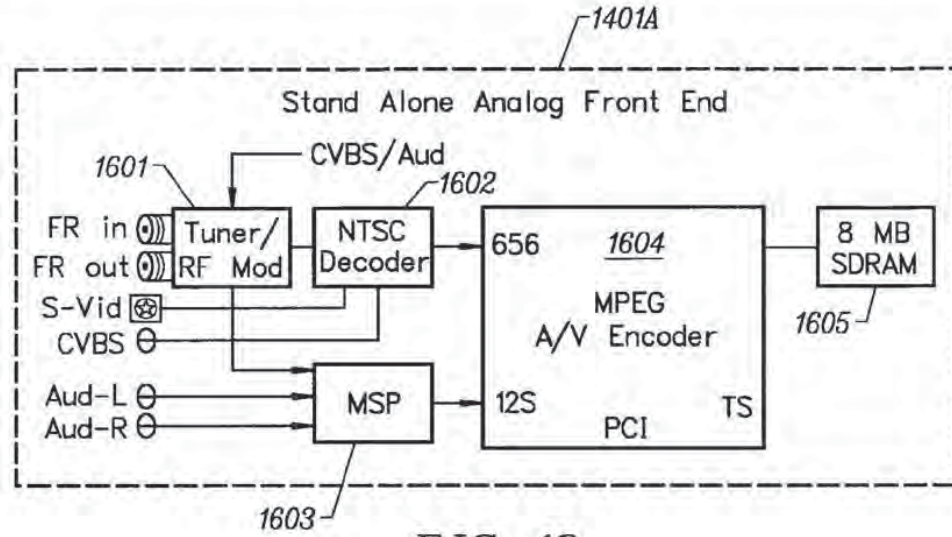 1401A
Stand Alone Analog Front End
1601
CVBS/Aud
1602
FR in
FR out
S-Vid
CVBS
Aud-L
Aud-R
Tuner/
RF Mod
NTSC
Decoder
MSP
1603
656
1604
MPEG
A/V Encoder
12S
TS
PCI
8 MB
SDRAM
1605